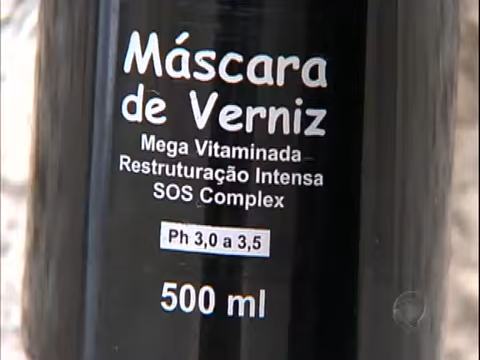 Máscara
de Verniz
Mega Vitaminada
Restruturação Intensa
SOS Complex
Ph 3,0 a 3,5
500 ml